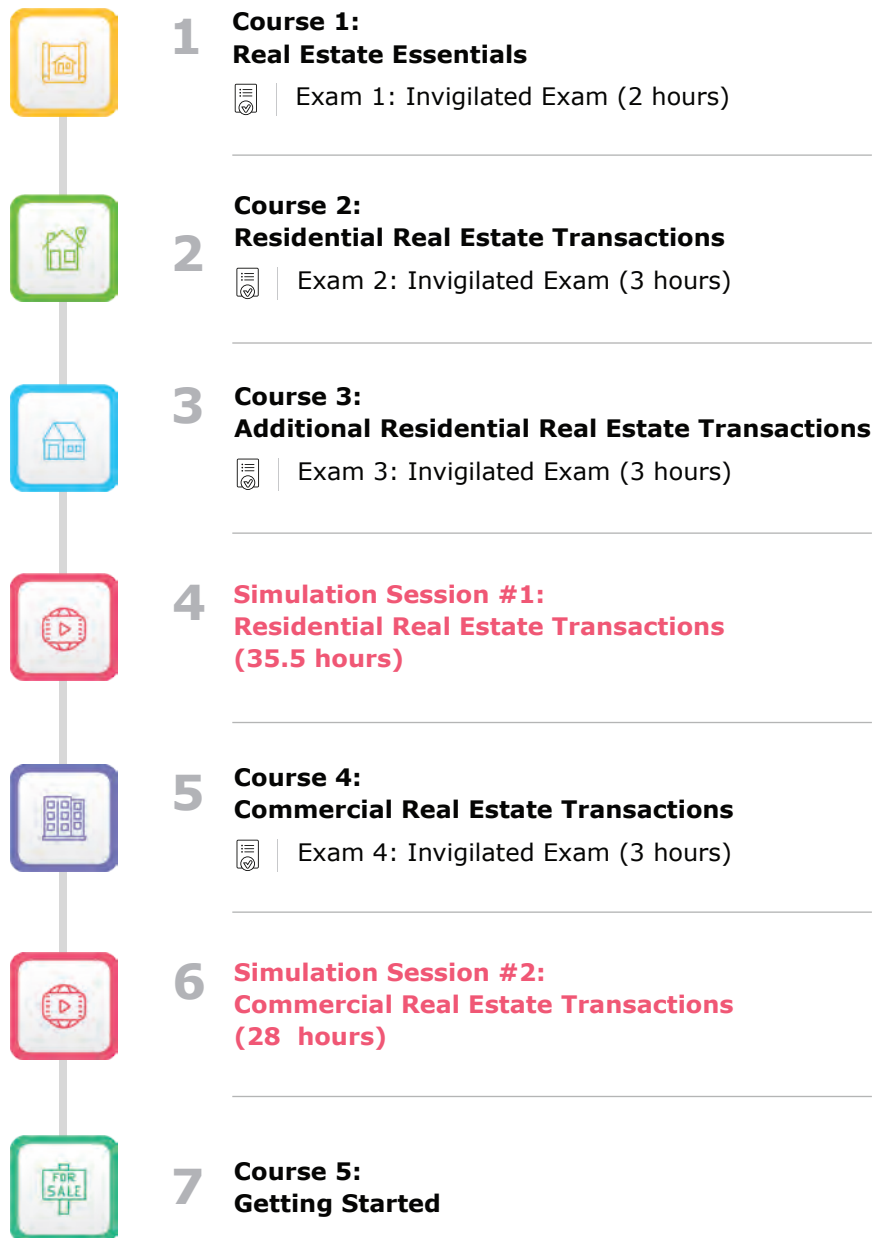 1
Course 1:
Real Estate Essentials
Exam 1: Invigilated Exam (2 hours)
2
Course 2:
Residential Real Estate Transactions
Exam 2: Invigilated Exam (3 hours)
3
Course 3:
Additional Residential Real Estate Transactions
Exam 3: Invigilated Exam (3 hours)
4
Simulation Session #1:
Residential Real Estate Transactions
(35.5 hours)
5
Course 4:
Commercial Real Estate Transactions
Exam 4: Invigilated Exam (3 hours)
6
Simulation Session #2:
Commercial Real Estate Transactions
(28 hours)
FOR
SALE
7
Course 5:
Getting Started